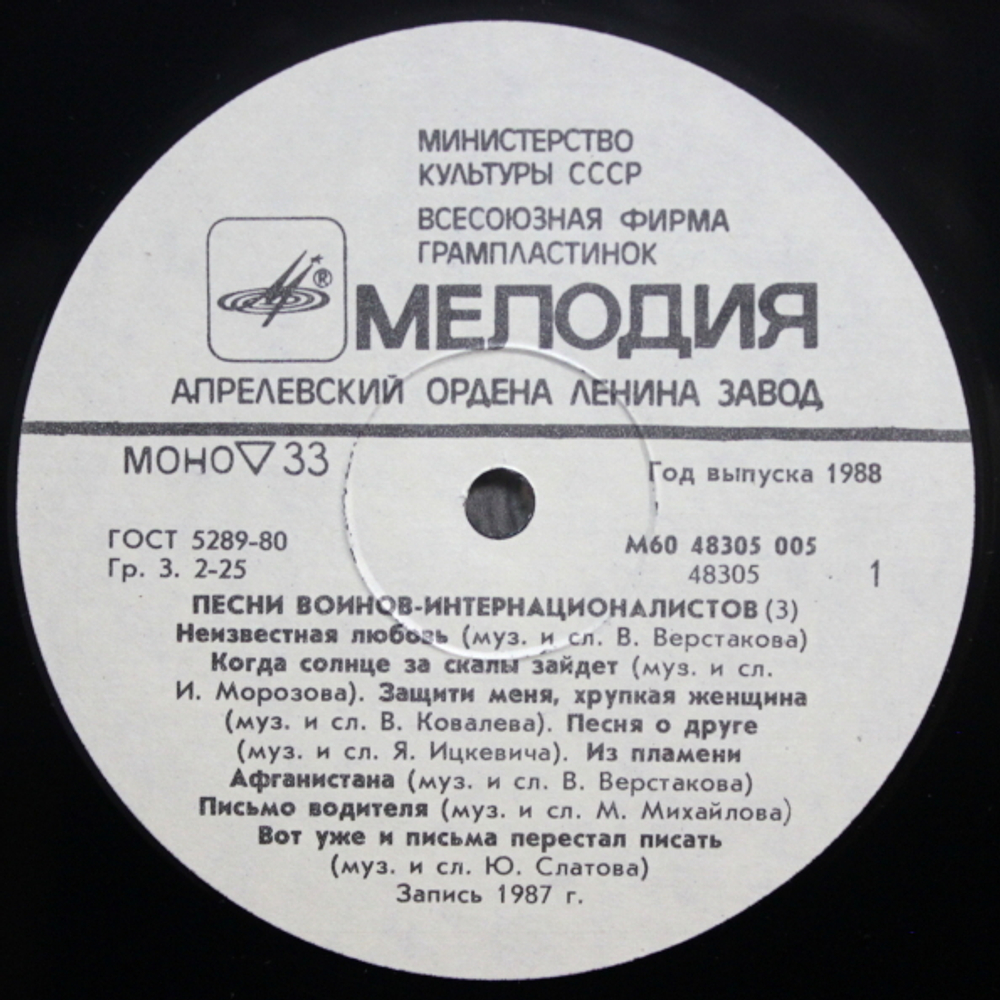 МИНИСТЕРСТВО
КУЛЬТУРЫ СССР
ВСЕСОЮЗНАЯ ФИРМА
ГРАМПЛАСТИНОК
®
МЕЛОДИЯ
АПРЕЛЕВСКИЙ ОРДЕНА ЛЕНИНА ЗАВОД
МОНО ▽ 33
Год выпуска 1988
ГОСТ 5289-80
Гр. 3. 2-25
М60 48305 005
48305
1
ПЕСНИ ВОИНОВ-ИНТЕРНАЦИОНАЛИСТОВ (3)
Неизвестная любовь (муз. и сл. В. Верстакова)
Когда солнце за скалы зайдет (муз. и сл.
И. Морозова). Защити меня, хрупкая женщина
(муз. и сл. В. Ковалева). Песня о друге
(муз. и сл. Я. Ицкевича). Из пламени
Афганистана (муз. и сл. В. Верстакова)
Письмо водителя (муз. и сл. М. Михайлова)
Вот уже и письма перестал писать
(муз. и сл. Ю. Слатова)
Запись 1987 г.